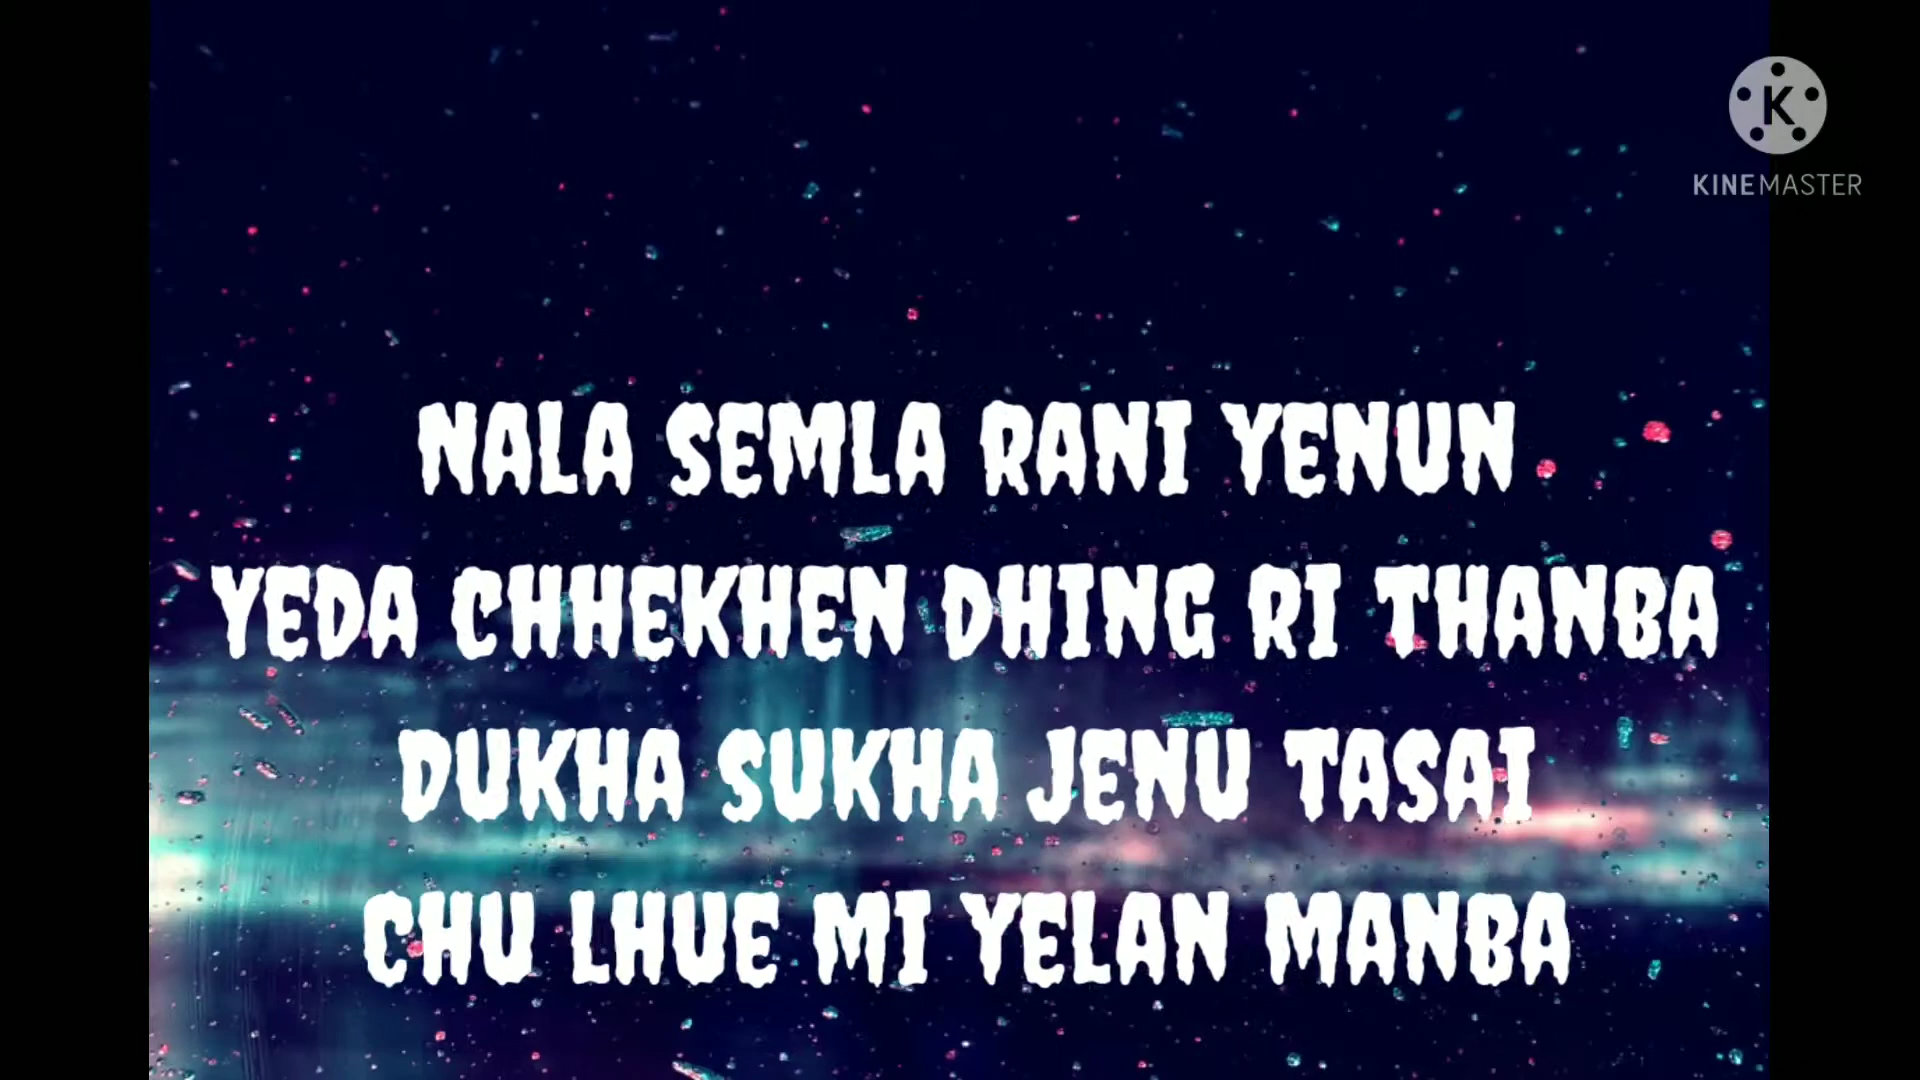 K
KINEMASTER
NALA SEMLA RANI YENUN
YEDA CHHEKHEN DHING RI THANBA
DUKHA SUKHA JENU TASAI
CHU LHUE MI YELAN MANBA